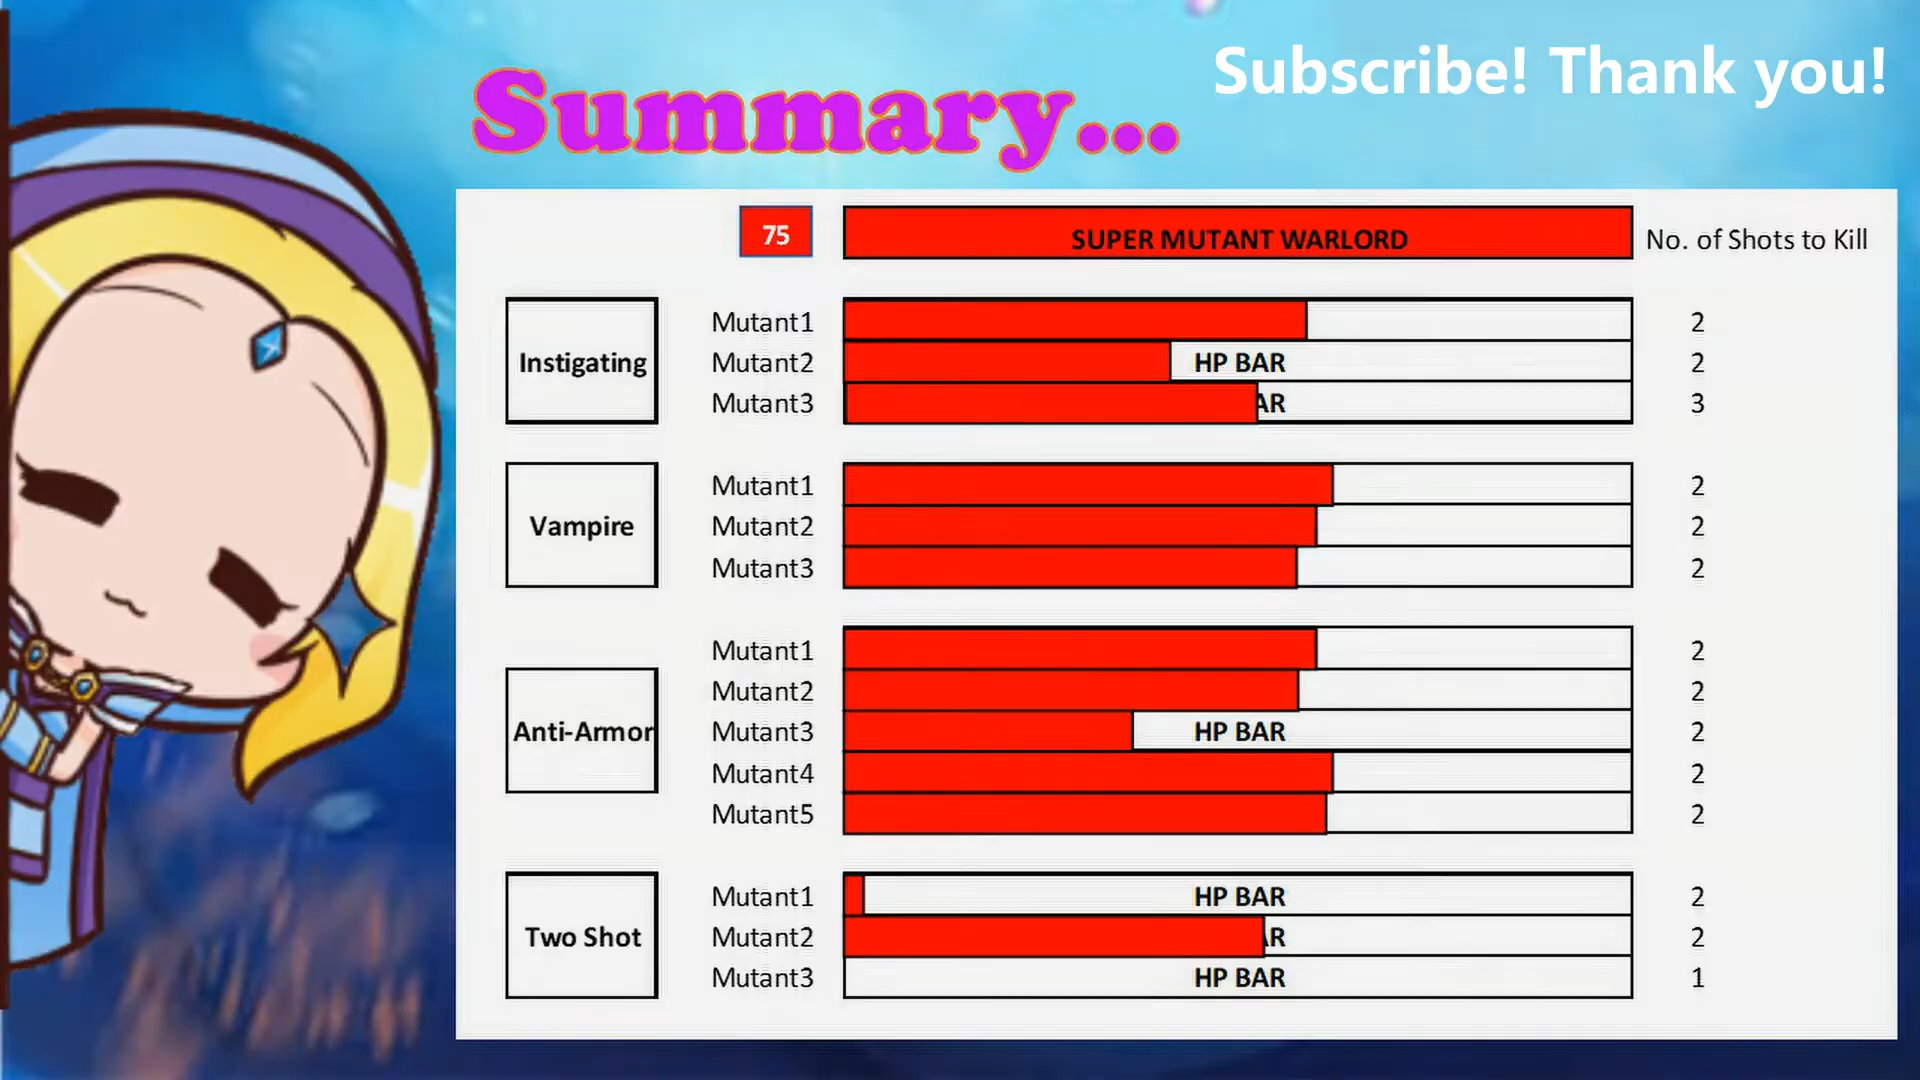 Subscribe! Thank you!
Summary...
75 SUPER MUTANT WARLORD No. of Shots to Kill
Instigating
Mutant1 2
Mutant2 HP BAR 2
Mutant3 AR 3
Vampire
Mutant1 2
Mutant2 2
Mutant3 2
Anti-Armor
Mutant1 2
Mutant2 2
Mutant3 HP BAR 2
Mutant4 2
Mutant5 2
Two Shot
Mutant1 HP BAR 2
Mutant2 AR 2
Mutant3 HP BAR 1